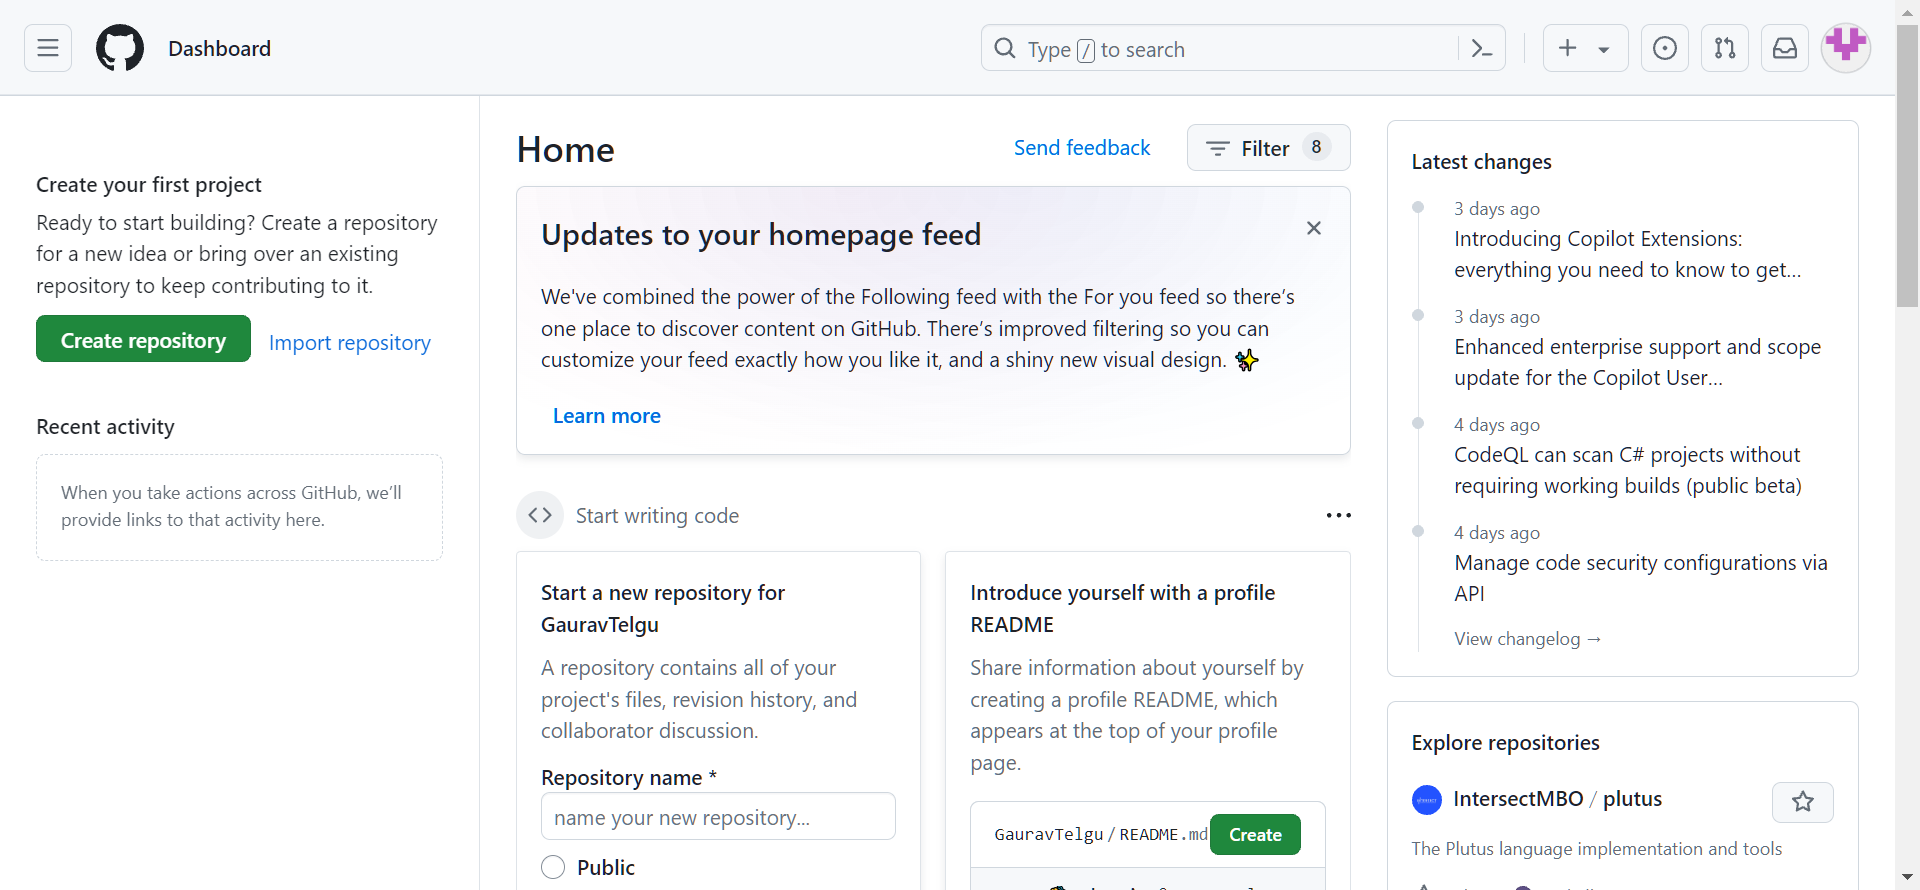 Dashboard
Type / to search
Create your first project
Ready to start building? Create a repository
for a new idea or bring over an existing
repository to keep contributing to it.
Create repository
Import repository
Recent activity
When you take actions across GitHub, we’ll
provide links to that activity here.
Home
Send feedback
Filter 8
Updates to your homepage feed
We've combined the power of the Following feed with the For you feed so there’s
one place to discover content on GitHub. There’s improved filtering so you can
customize your feed exactly how you like it, and a shiny new visual design. ✨
Learn more
Start writing code
Start a new repository for
GauravTelgu
A repository contains all of your
project's files, revision history, and
collaborator discussion.
Repository name *
name your new repository...
Public
Introduce yourself with a profile
README
Share information about yourself by
creating a profile README, which
appears at the top of your profile
page.
GauravTelgu / README.md
Create
Latest changes
3 days ago
Introducing Copilot Extensions:
everything you need to know to get…
3 days ago
Enhanced enterprise support and scope
update for the Copilot User…
4 days ago
CodeQL can scan C# projects without
requiring working builds (public beta)
4 days ago
Manage code security configurations via
API
View changelog →
Explore repositories
IntersectMBO / plutus
The Plutus language implementation and tools